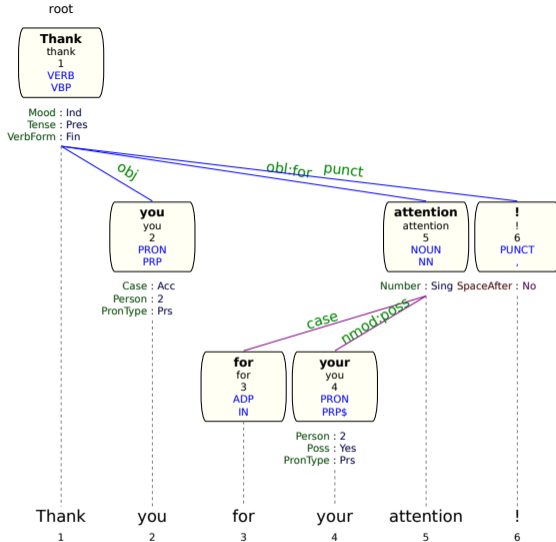 root
Thank
thank
1
VERB
VBP
Mood : Ind
Tense : Pres
VerbForm : Fin
obj
obl:for
punct
you
you
2
PRON
PRP
Case : Acc
Person : 2
PronType : Prs
attention
attention
5
NOUN
NN
Number : Sing
!
!
6
PUNCT
.
SpaceAfter : No
case
nmod:poss
for
for
3
ADP
IN
your
you
4
PRON
PRP$
Person : 2
Poss : Yes
PronType : Prs
Thank you for your attention !
1 2 3 4 5 6